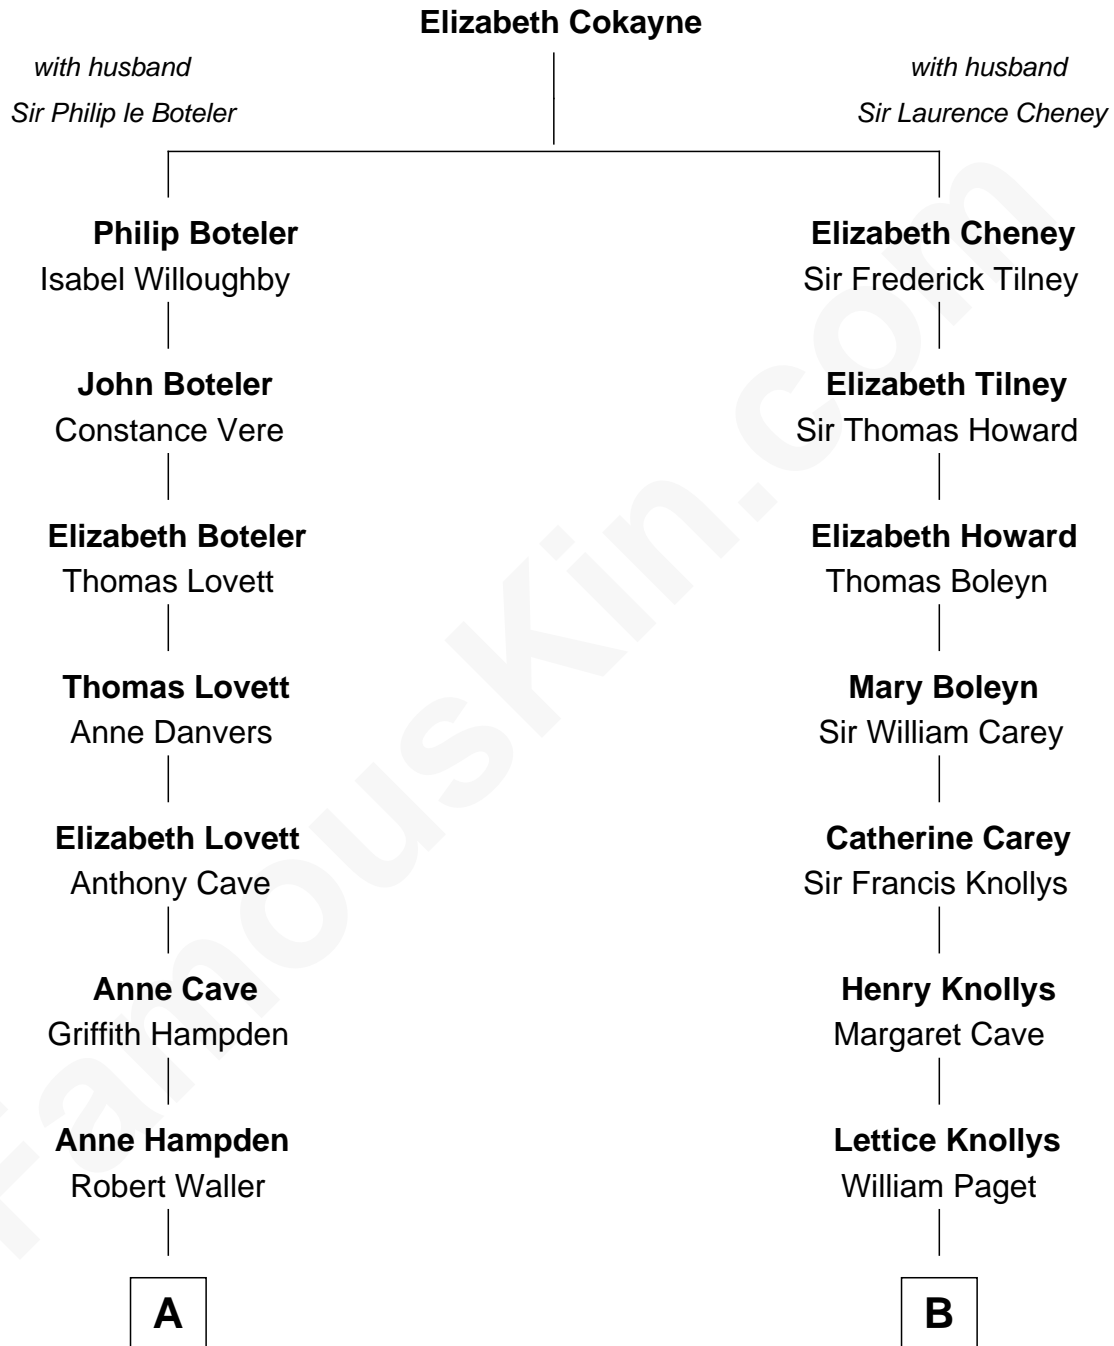 Elizabeth Cokayne
with husband
Sir Philip le Boteler
with husband
Sir Laurence Cheney
Philip Boteler
Isabel Willoughby
John Boteler
Constance Vere
Elizabeth Boteler
Thomas Lovett
Thomas Lovett
Anne Danvers
Elizabeth Lovett
Anthony Cave
Anne Cave
Griffith Hampden
Anne Hampden
Robert Waller
A
Elizabeth Cheney
Sir Frederick Tilney
Elizabeth Tilney
Sir Thomas Howard
Elizabeth Howard
Thomas Boleyn
Mary Boleyn
Sir William Carey
Catherine Carey
Sir Francis Knollys
Henry Knollys
Margaret Cave
Lettice Knollys
William Paget
B
FamousKin.com